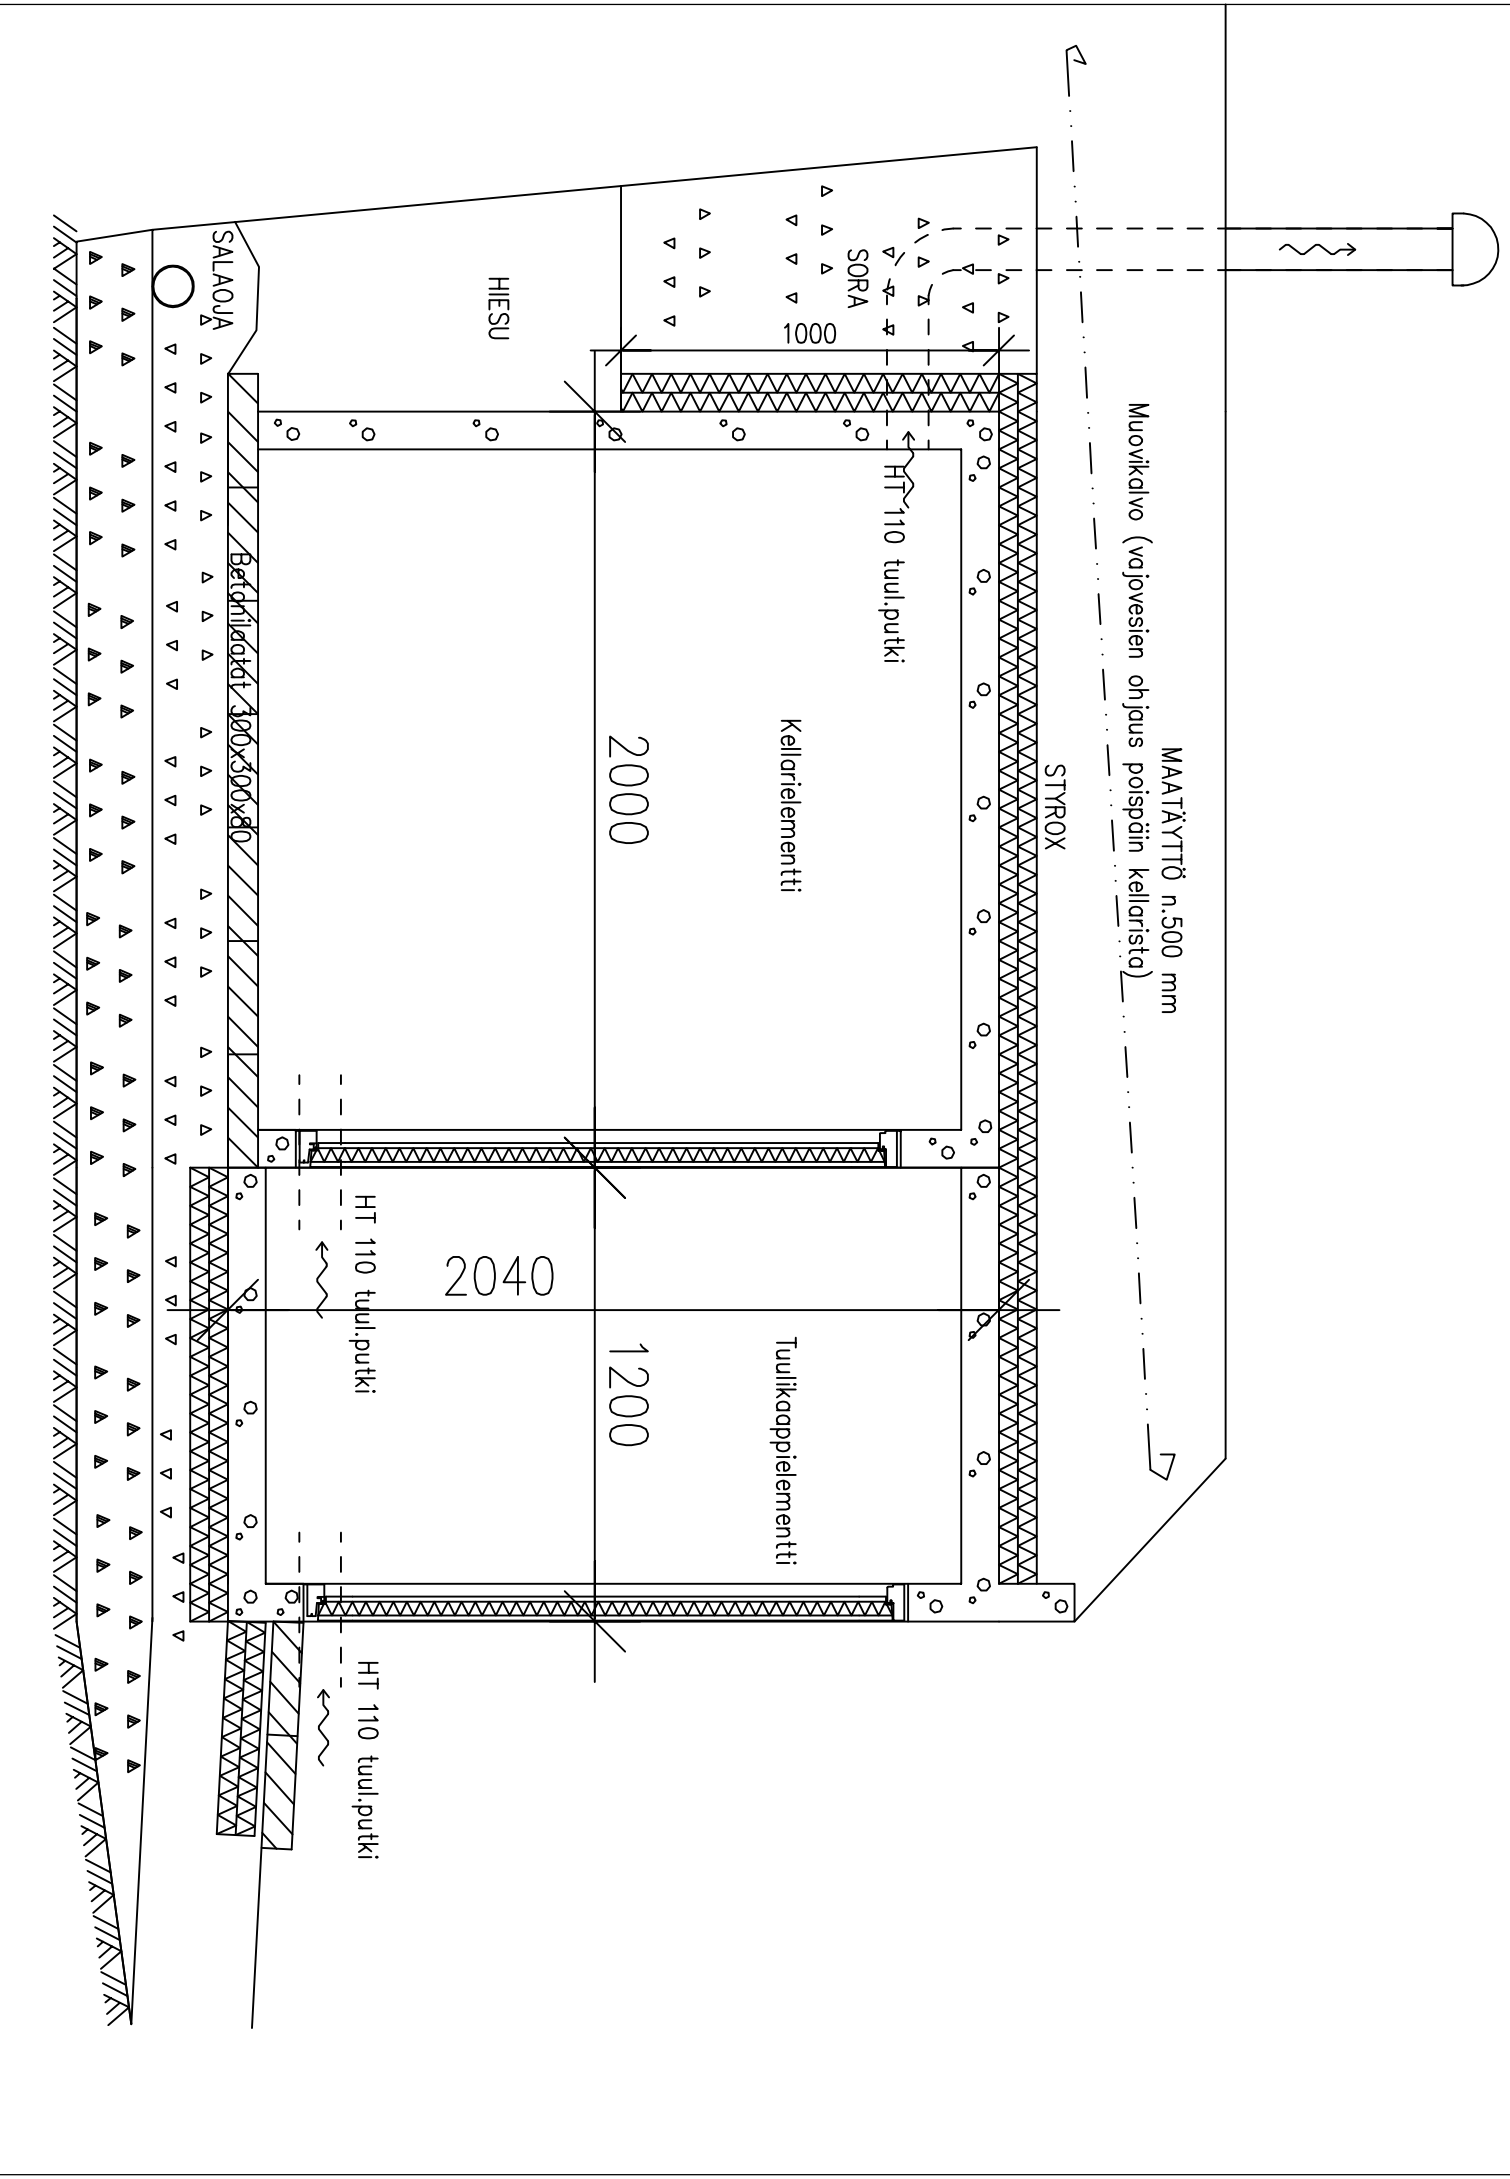 MAATÄYTTÖ n.500 mm
Muovikalvo (vajovesien ohjaus poispäin kellarista)
STYROX
SORA
1000
HT 110 tuul.putki
Kellarielementti
Tuulikaappielementti
2000
1200
2040
HIESU
HT 110 tuul.putki
HT 110 tuul.putki
Betonilaatat 300x300x80
SALAOJA